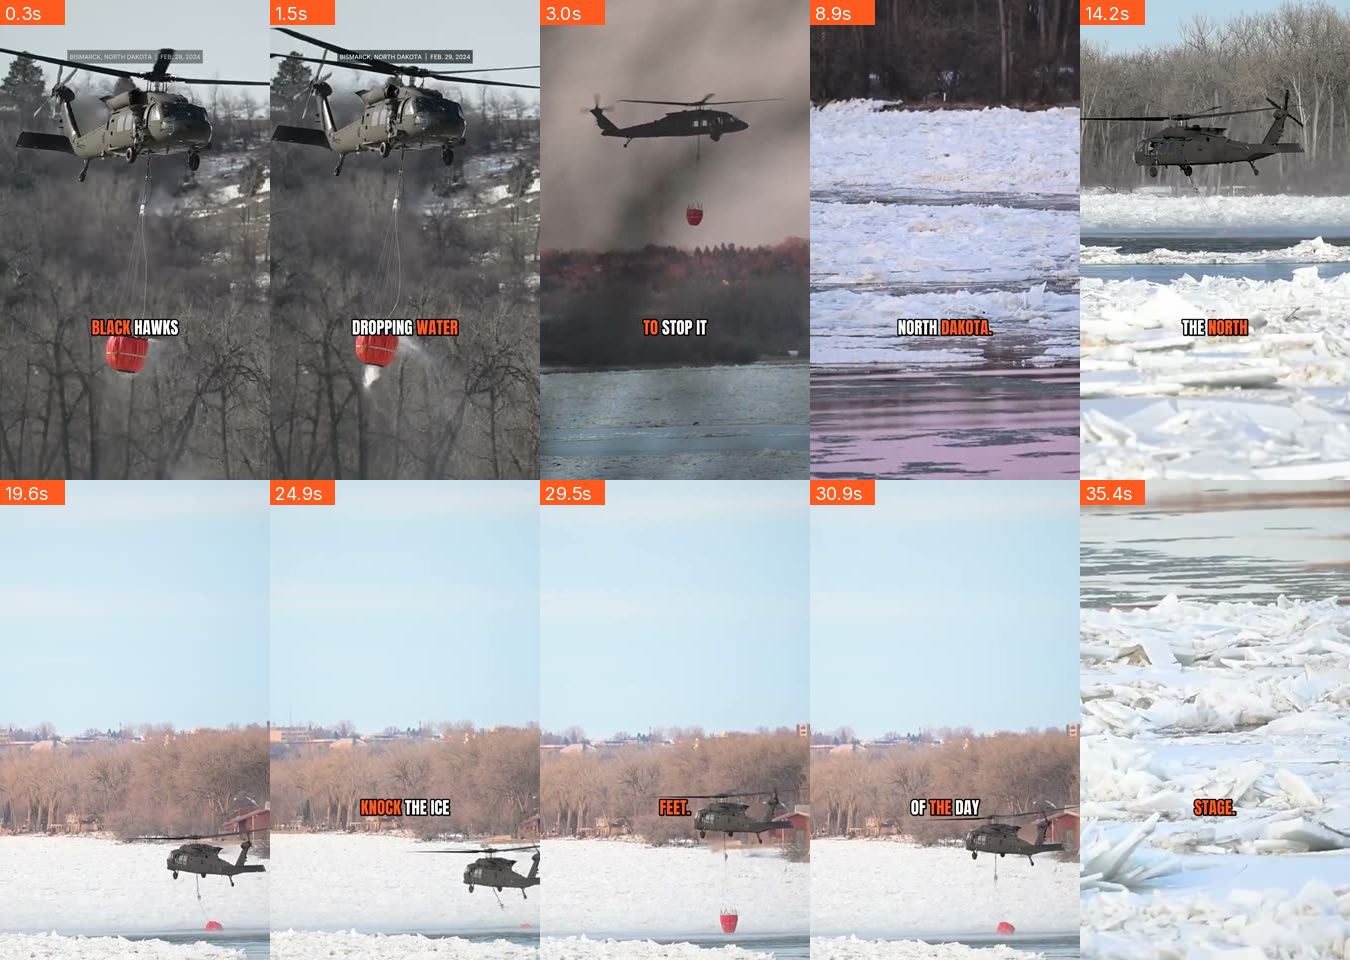 0.3s
BISMARCK, NORTH DAKOTA | FEB. 29, 2024
BLACK HAWKS
1.5s
BISMARCK, NORTH DAKOTA | FEB. 29, 2024
DROPPING WATER
3.0s
TO STOP IT
8.9s
NORTH DAKOTA.
14.2s
THE NORTH
19.6s
24.9s
KNOCK THE ICE
29.5s
FEET.
30.9s
OF THE DAY
35.4s
STAGE.